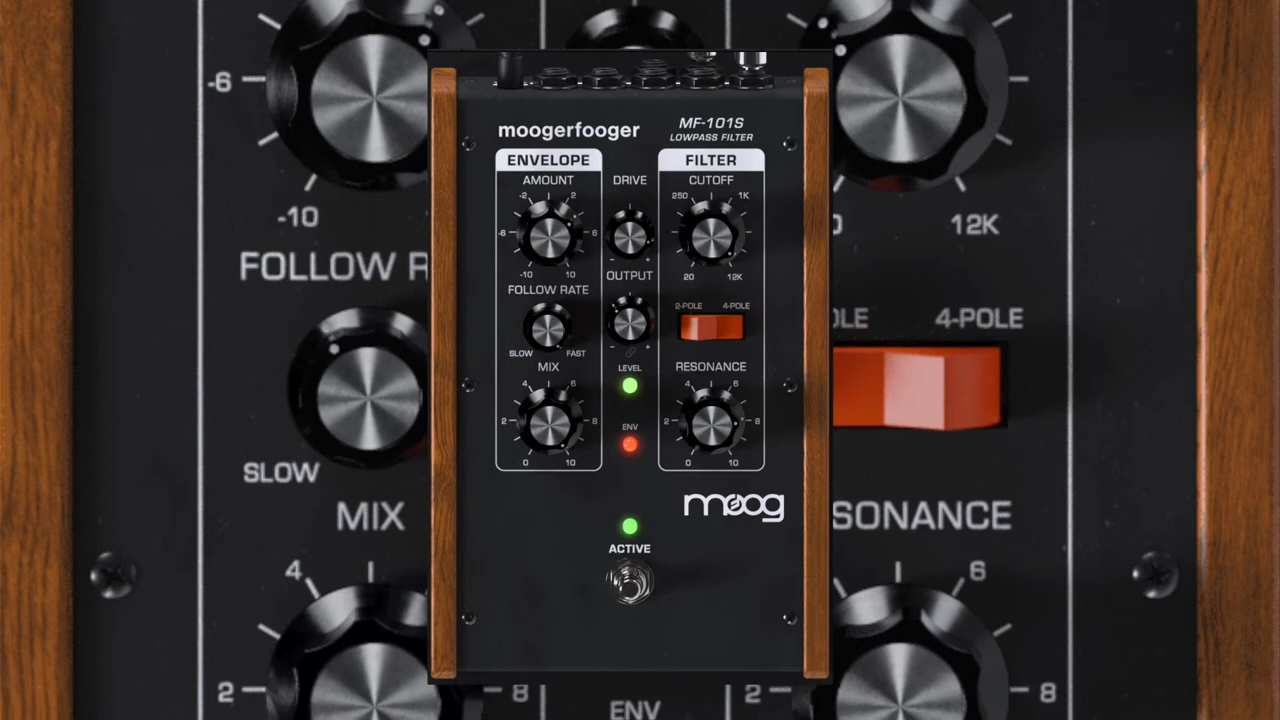 moogerfooger
MF-101S
LOWPASS FILTER
ENVELOPE
FILTER
AMOUNT
DRIVE
CUTOFF
-2 2
250 1K
-6 6
-10 10
- +
20 12K
OUTPUT
FOLLOW RATE
2-POLE 4-POLE
- +
SLOW FAST
MIX
LEVEL
RESONANCE
4 6
4 6
2 8
2 8
ENV
0 10
0 10
moog
ACTIVE
-6
-10
12K
FOLLOW R
OLE 4-POLE
SLOW
MIX
SONANCE
4
6
2
8
2
8
ENV